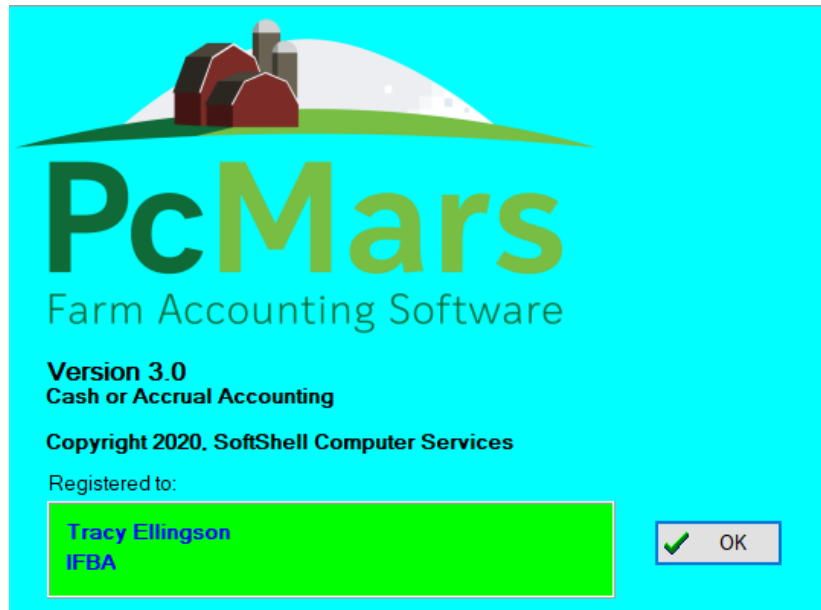 PcMars
Farm Accounting Software
Version 3.0
Cash or Accrual Accounting
Copyright 2020, SoftShell Computer Services
Registered to:
Tracy Ellingson
IFBA
OK